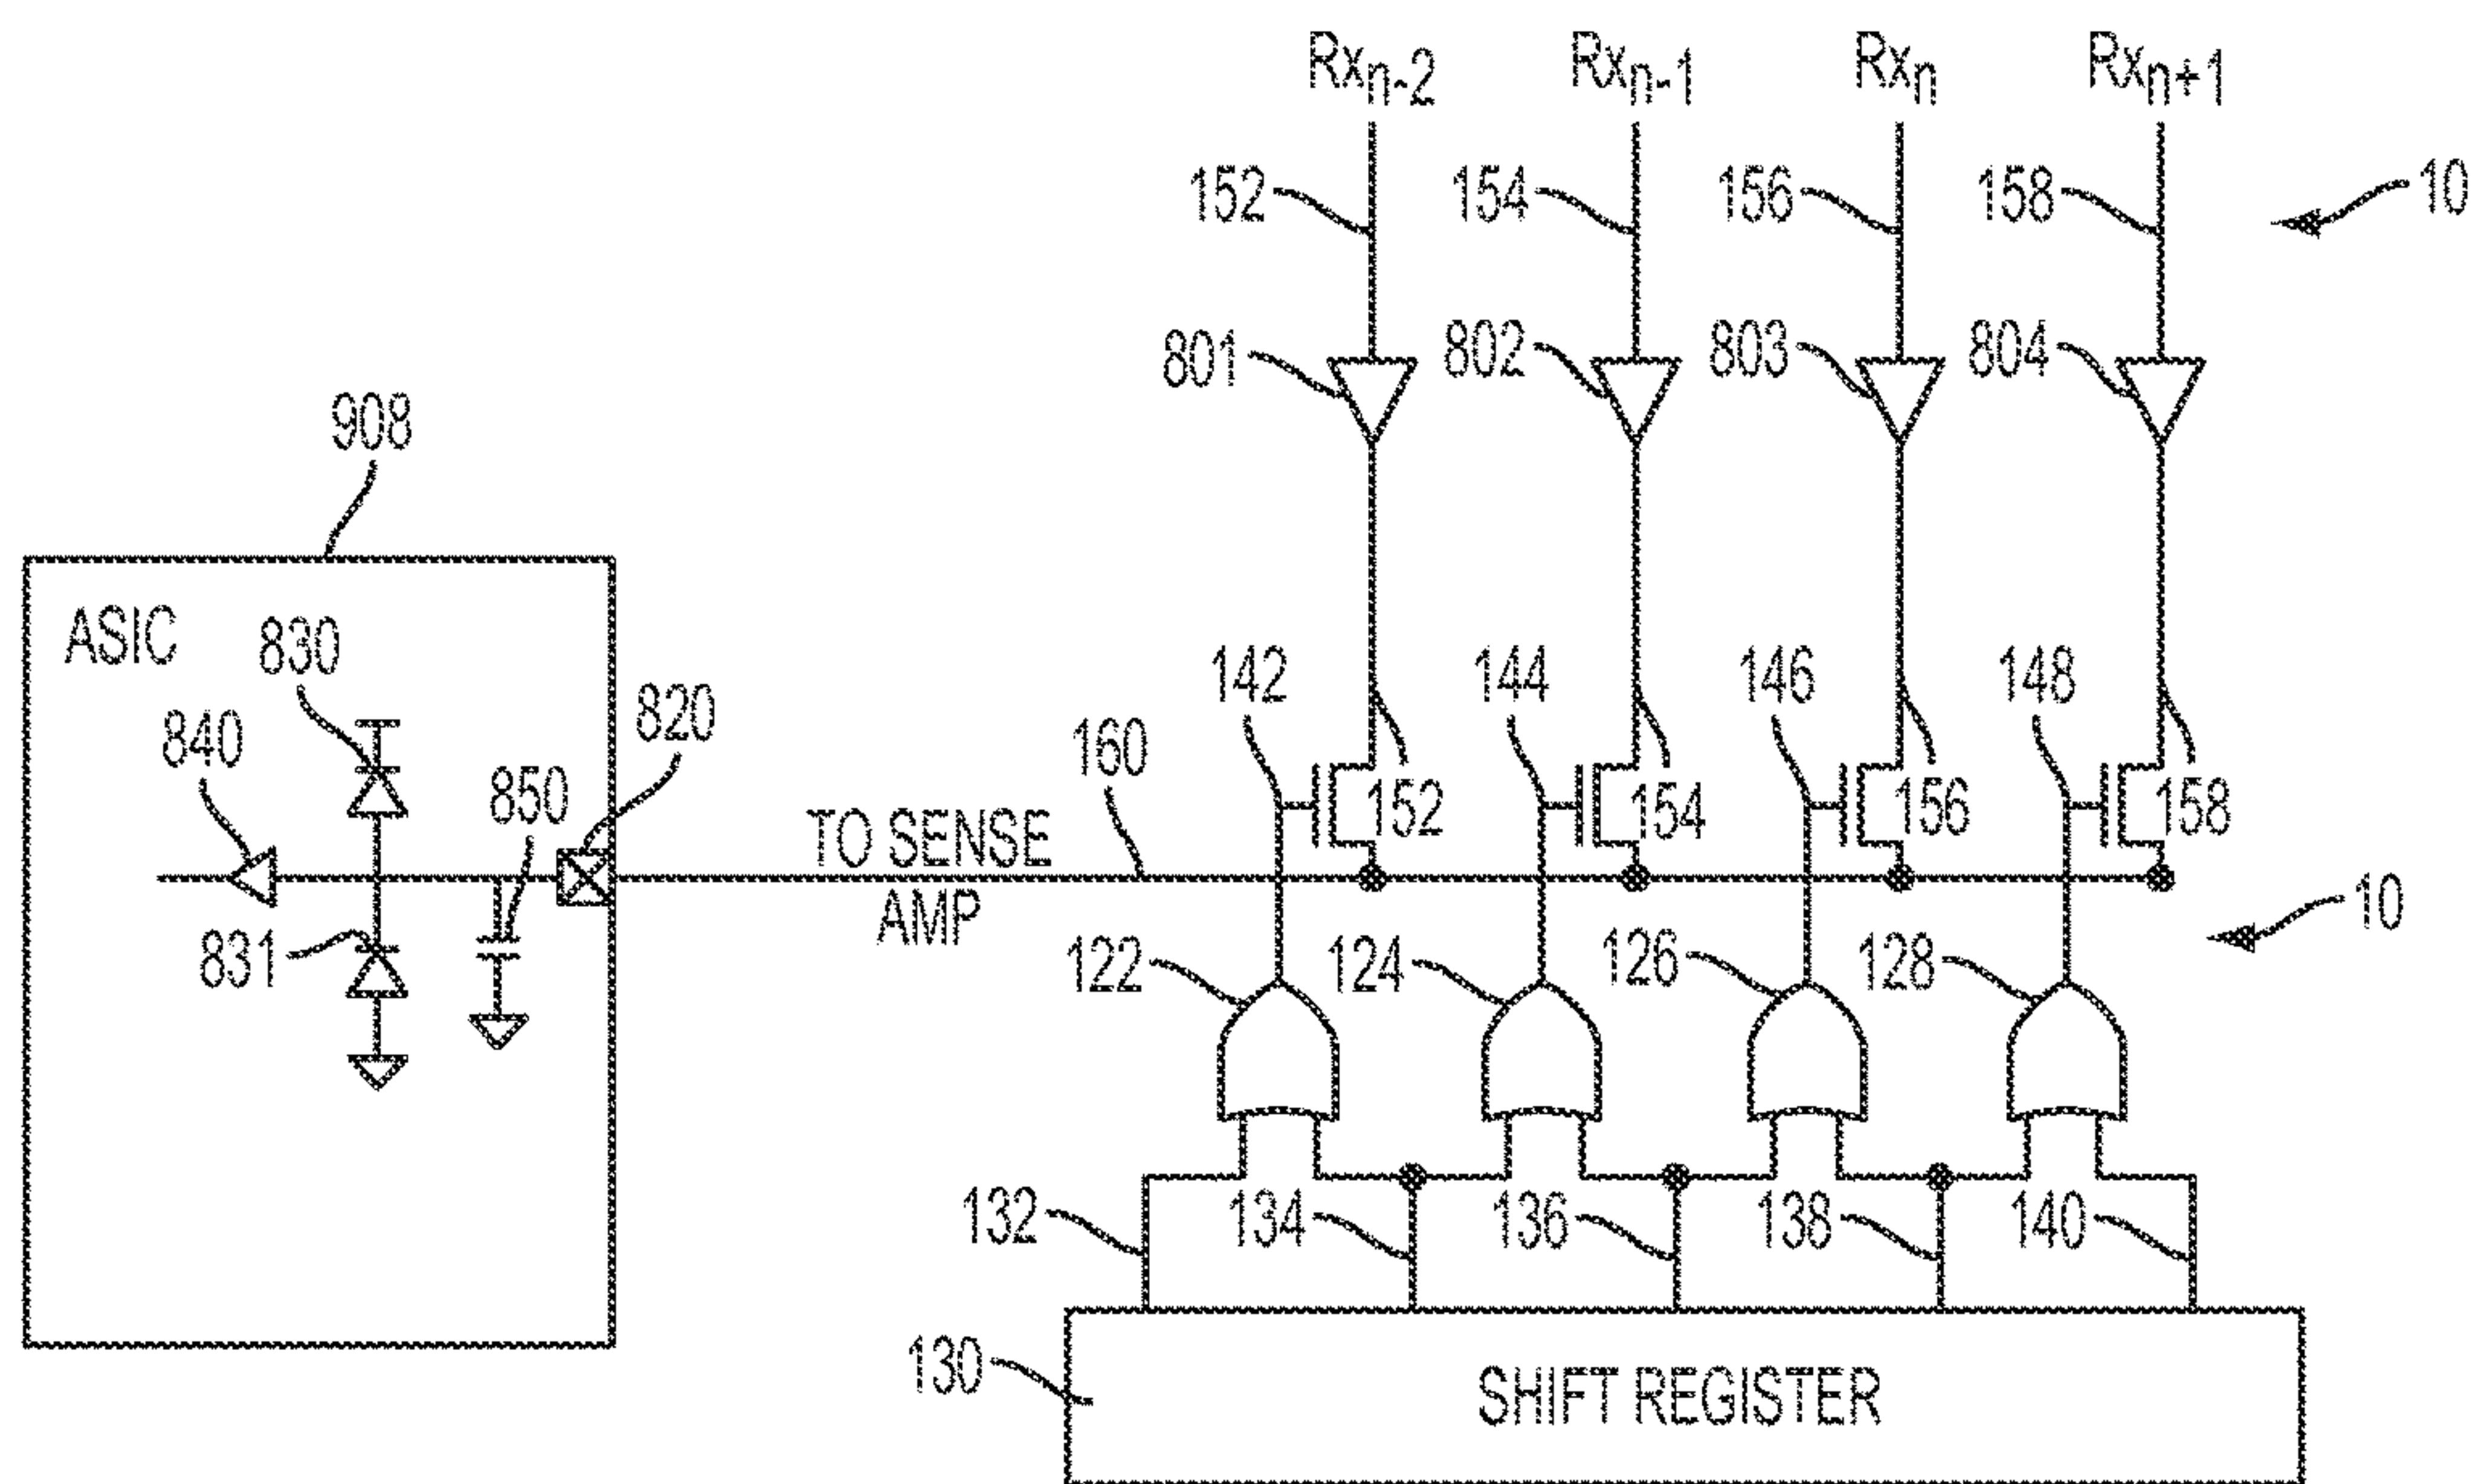 Rxn-2 Rxn-1 Rxn Rxn+1
152 154 156 158 10
801 802 803 804
908
ASIC
830
820
840
850
142 144 146 148
160
152 154 156 158
TO SENSE
AMP
10
831
122 124 126 128
132 134 136 138 140
130
SHIFT REGISTER